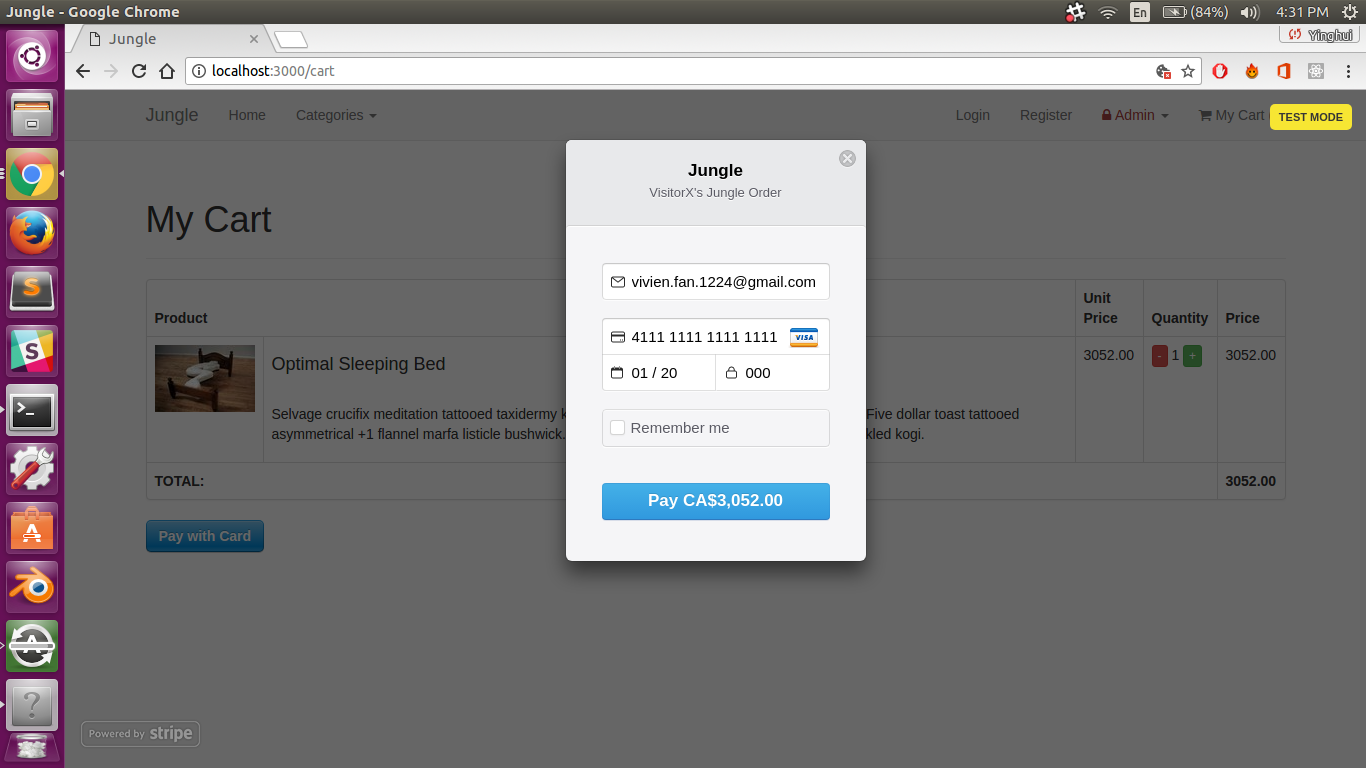 Jungle - Google Chrome
En
(84%)
4:31 PM
Jungle
Yinghui
localhost:3000/cart
Jungle
Home
Categories
Login
Register
Admin
My Cart
TEST MODE
Jungle
VisitorX's Jungle Order
My Cart
vivien.fan.1224@gmail.com
Product
Unit Price
Quantity
Price
4111 1111 1111 1111
VISA
01 / 20
000
Optimal Sleeping Bed
3052.00
- 1 +
3052.00
Selvage crucifix meditation tattooed taxidermy
Five dollar toast tattooed
asymmetrical +1 flannel marfa listicle bushwick.
kogi.
Remember me
TOTAL:
3052.00
Pay CA$3,052.00
Pay with Card
Powered by stripe